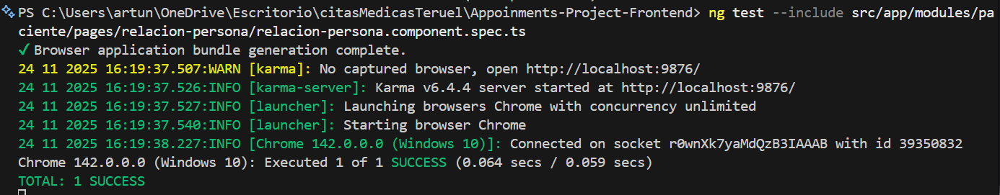 PS C:\Users\artun\OneDrive\Escritorio\citasMedicasTeruel\Appoinments-Project-Frontend> ng test --include src/app/modules/pa
ciente/pages/relacion-persona/relacion-persona.component.spec.ts
✓ Browser application bundle generation complete.
24 11 2025 16:19:37.507:WARN [karma]: No captured browser, open http://localhost:9876/
24 11 2025 16:19:37.526:INFO [karma-server]: Karma v6.4.4 server started at http://localhost:9876/
24 11 2025 16:19:37.527:INFO [launcher]: Launching browsers Chrome with concurrency unlimited
24 11 2025 16:19:37.540:INFO [launcher]: Starting browser Chrome
24 11 2025 16:19:38.227:INFO [Chrome 142.0.0.0 (Windows 10)]: Connected on socket r0wnXk7yaMdQzB3IAAAB with id 39350832
Chrome 142.0.0.0 (Windows 10): Executed 1 of 1 SUCCESS (0.064 secs / 0.059 secs)
TOTAL: 1 SUCCESS